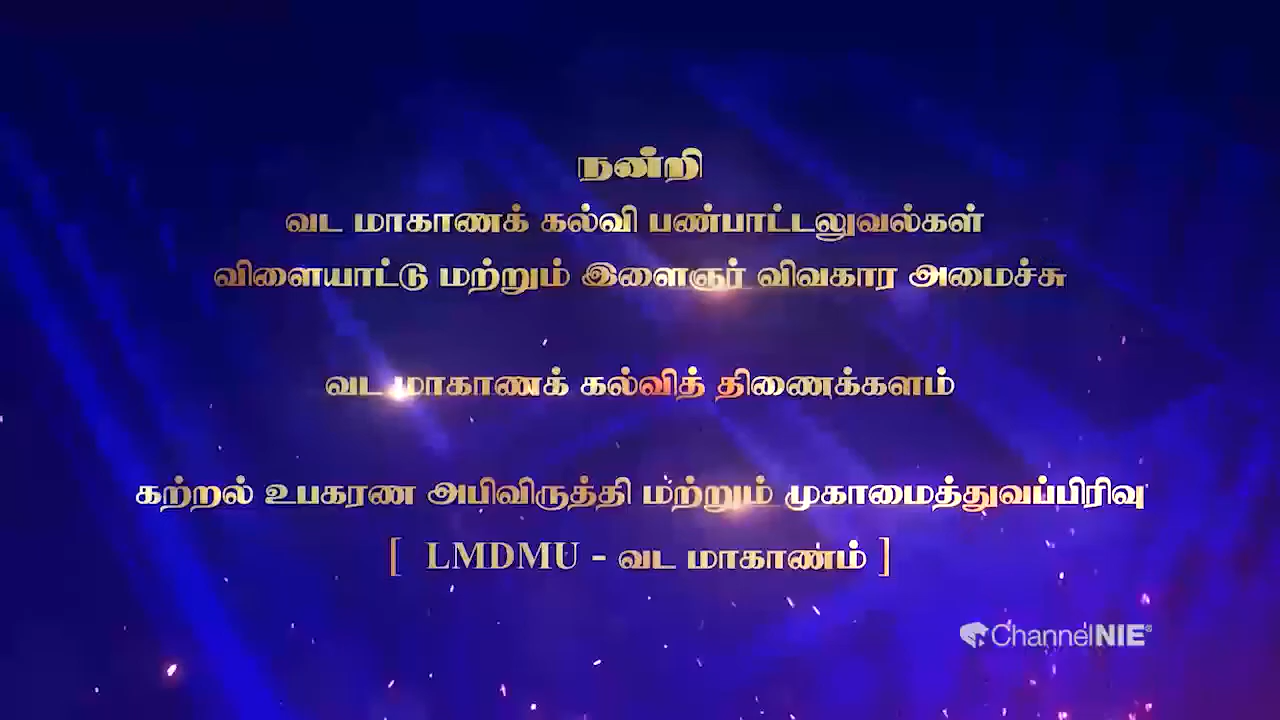 நன்றி
வட மாகாணக் கல்வி பண்பாட்டலுவல்கள்
விளையாட்டு மற்றும் இளைஞர் விவகார அமைச்சு
வட மாகாணக் கல்வித் திணைக்களம்
கற்றல் உபகரண அபிவிருத்தி மற்றும் முகாமைத்துவப்பிரிவு
[ LMDMU - வட மாகாணம் ]
ChannelNIE